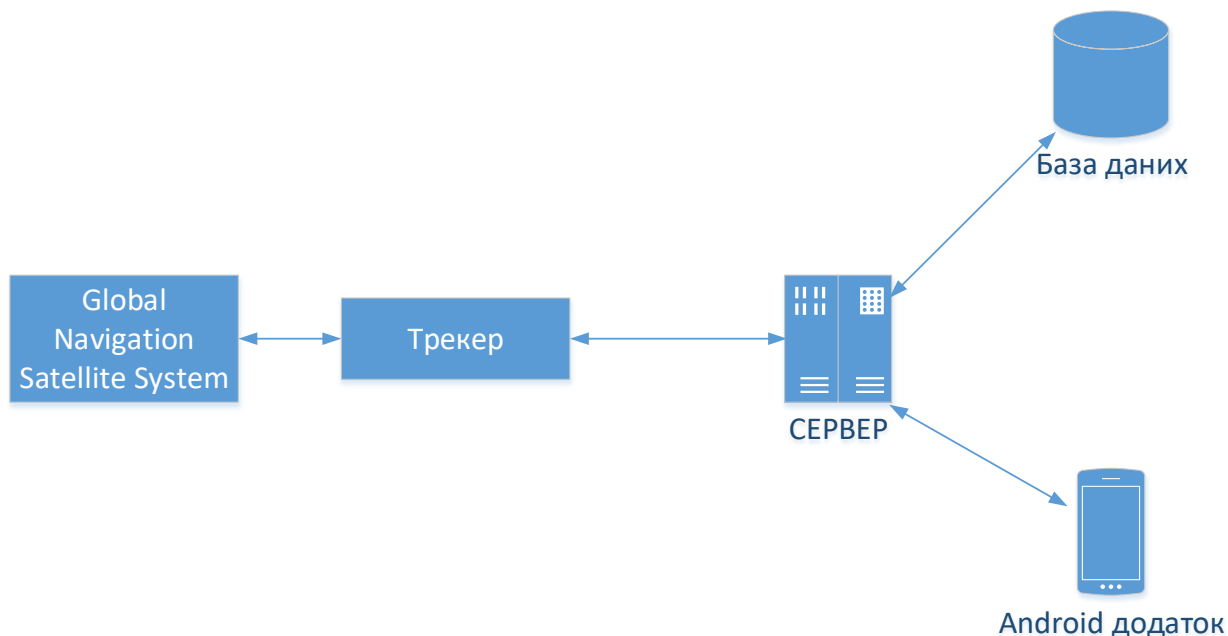 База даних
Global
Navigation
Satellite System
Трекер
СЕРВЕР
Android додаток